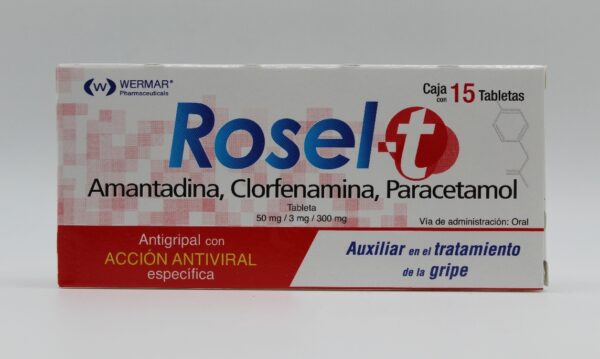 WERMAR®
Pharmaceuticals
Caja con 15 Tabletas
Rosel-t
Amantadina, Clorfenamina, Paracetamol
Tableta
50 mg / 3 mg / 300 mg
Vía de administración: Oral
Antigripal con
ACCIÓN ANTIVIRAL
específica
Auxiliar en el tratamiento
de la gripe